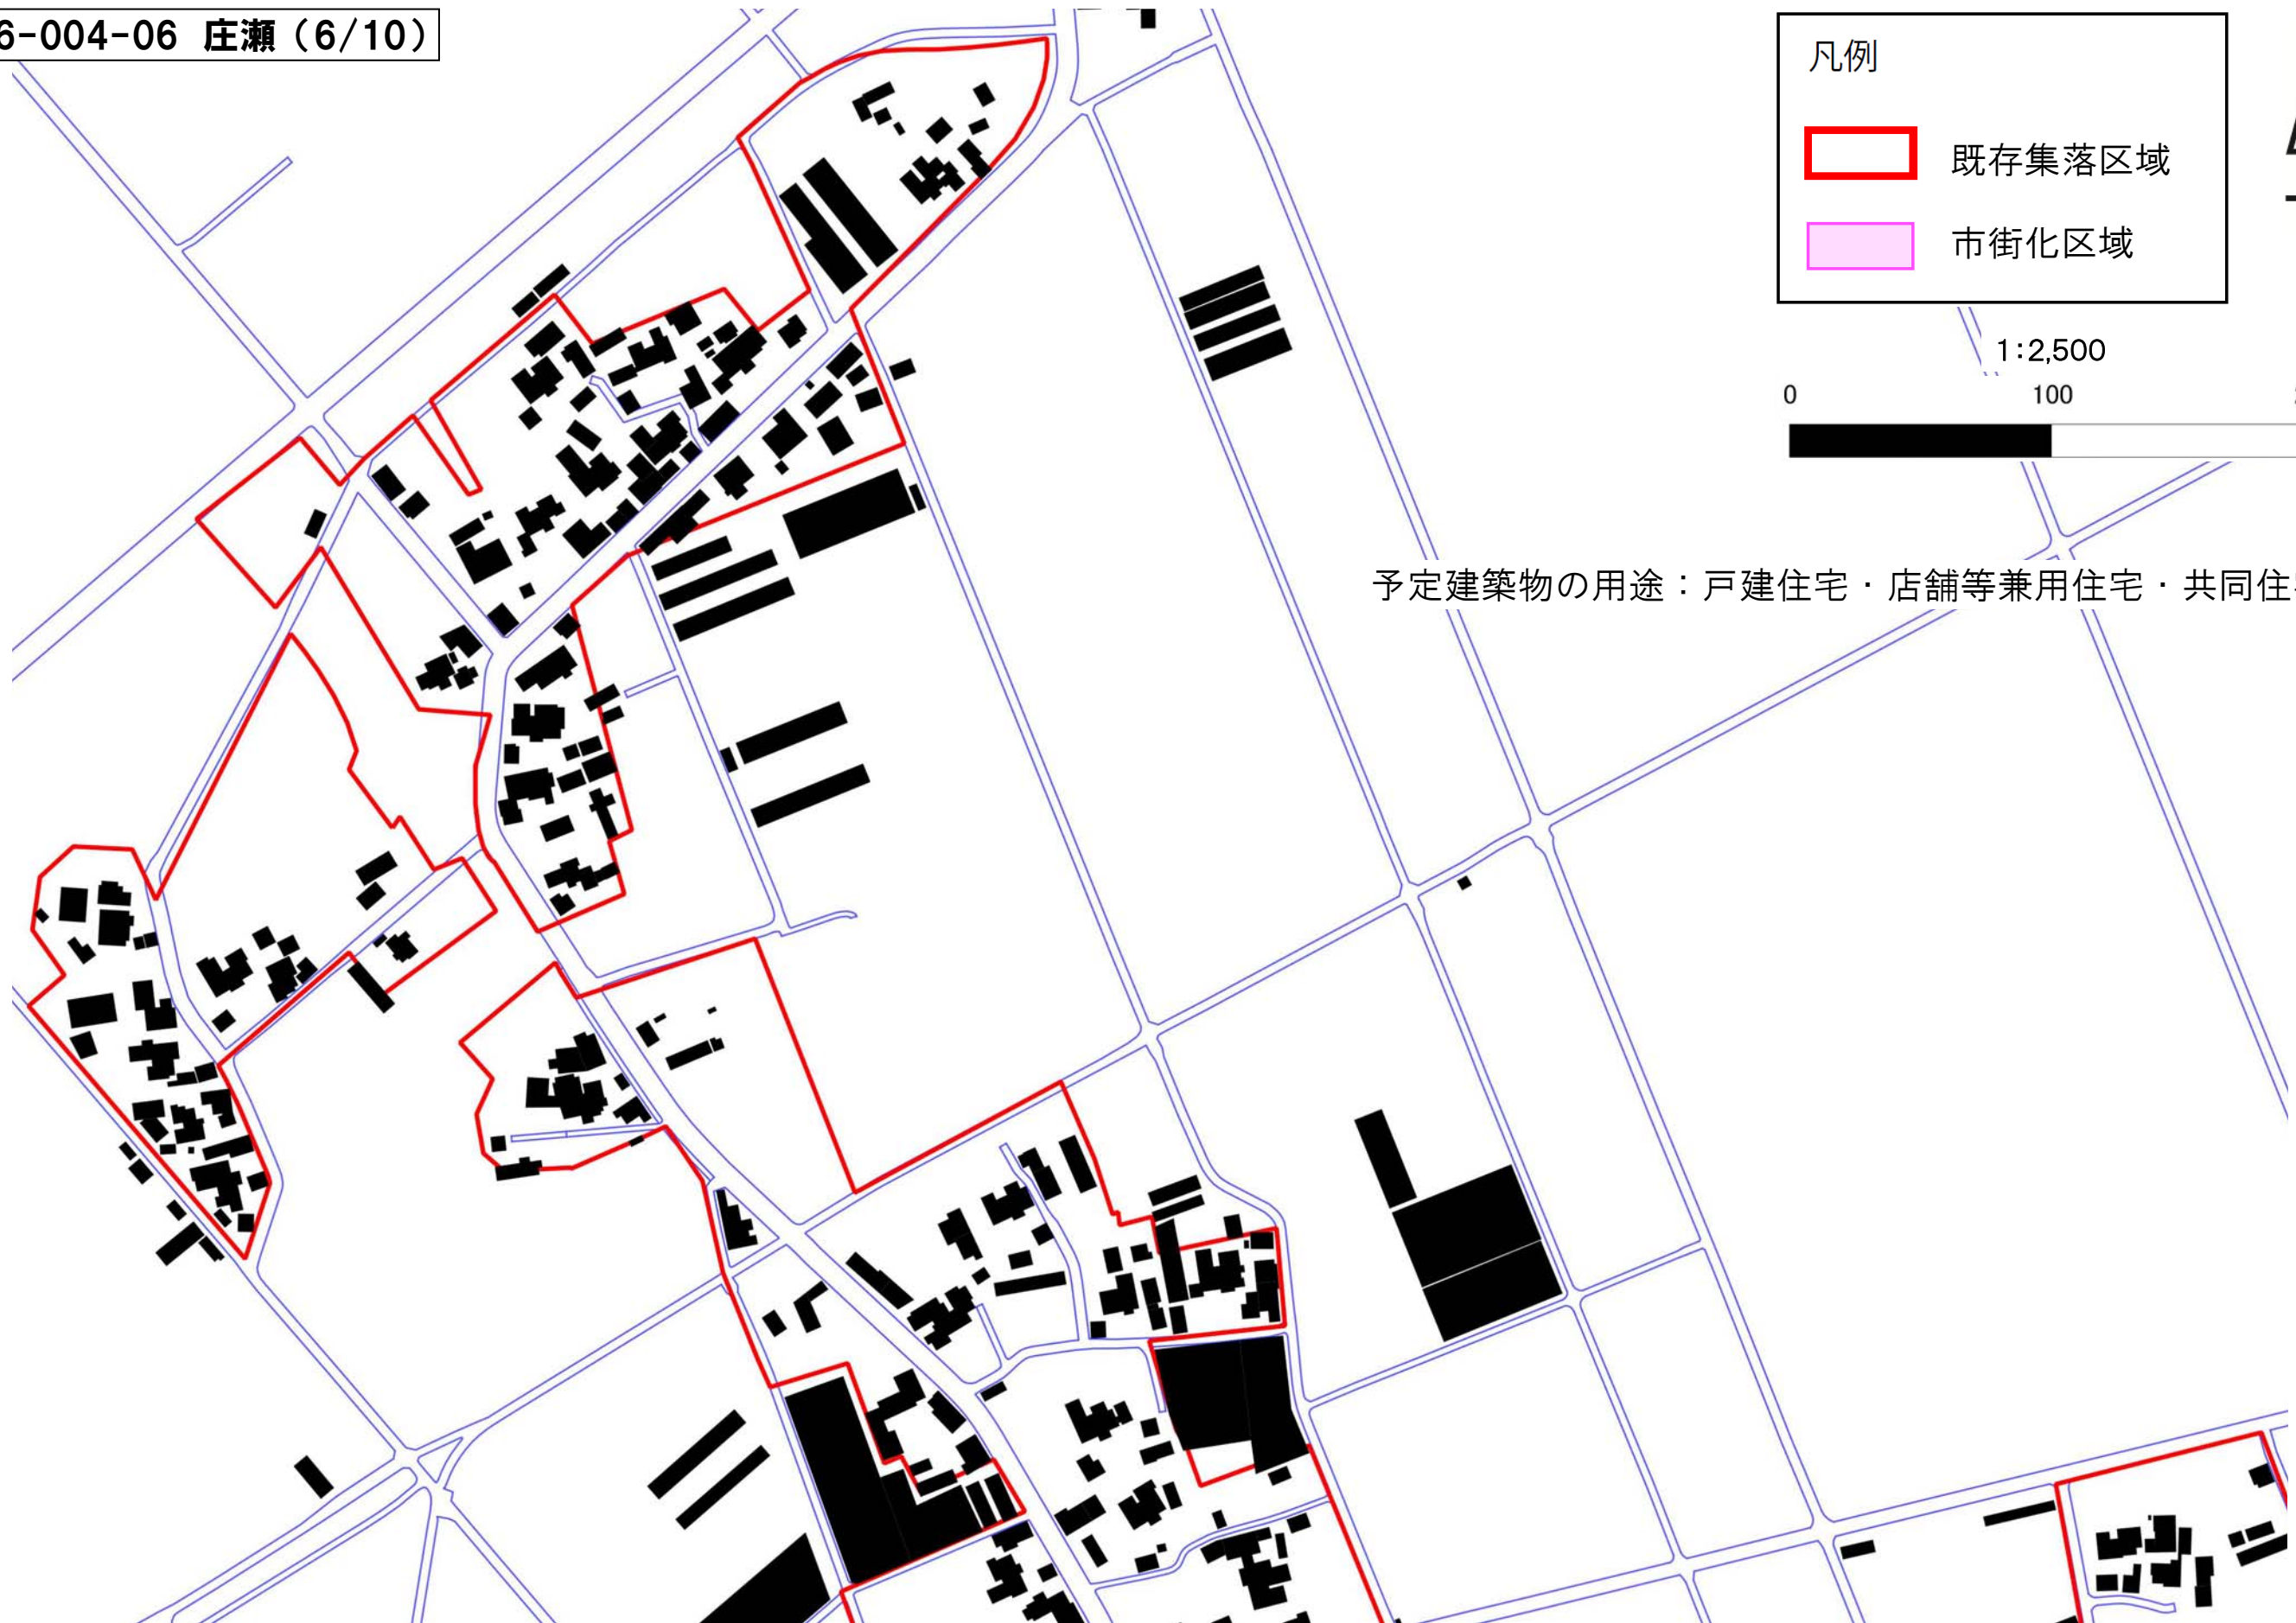 6-004-06 庄瀬（6/10）
凡例
既存集落区域
市街化区域
1：2,500
0 100
予定建築物の用途：戸建住宅・店舗等兼用住宅・共同住